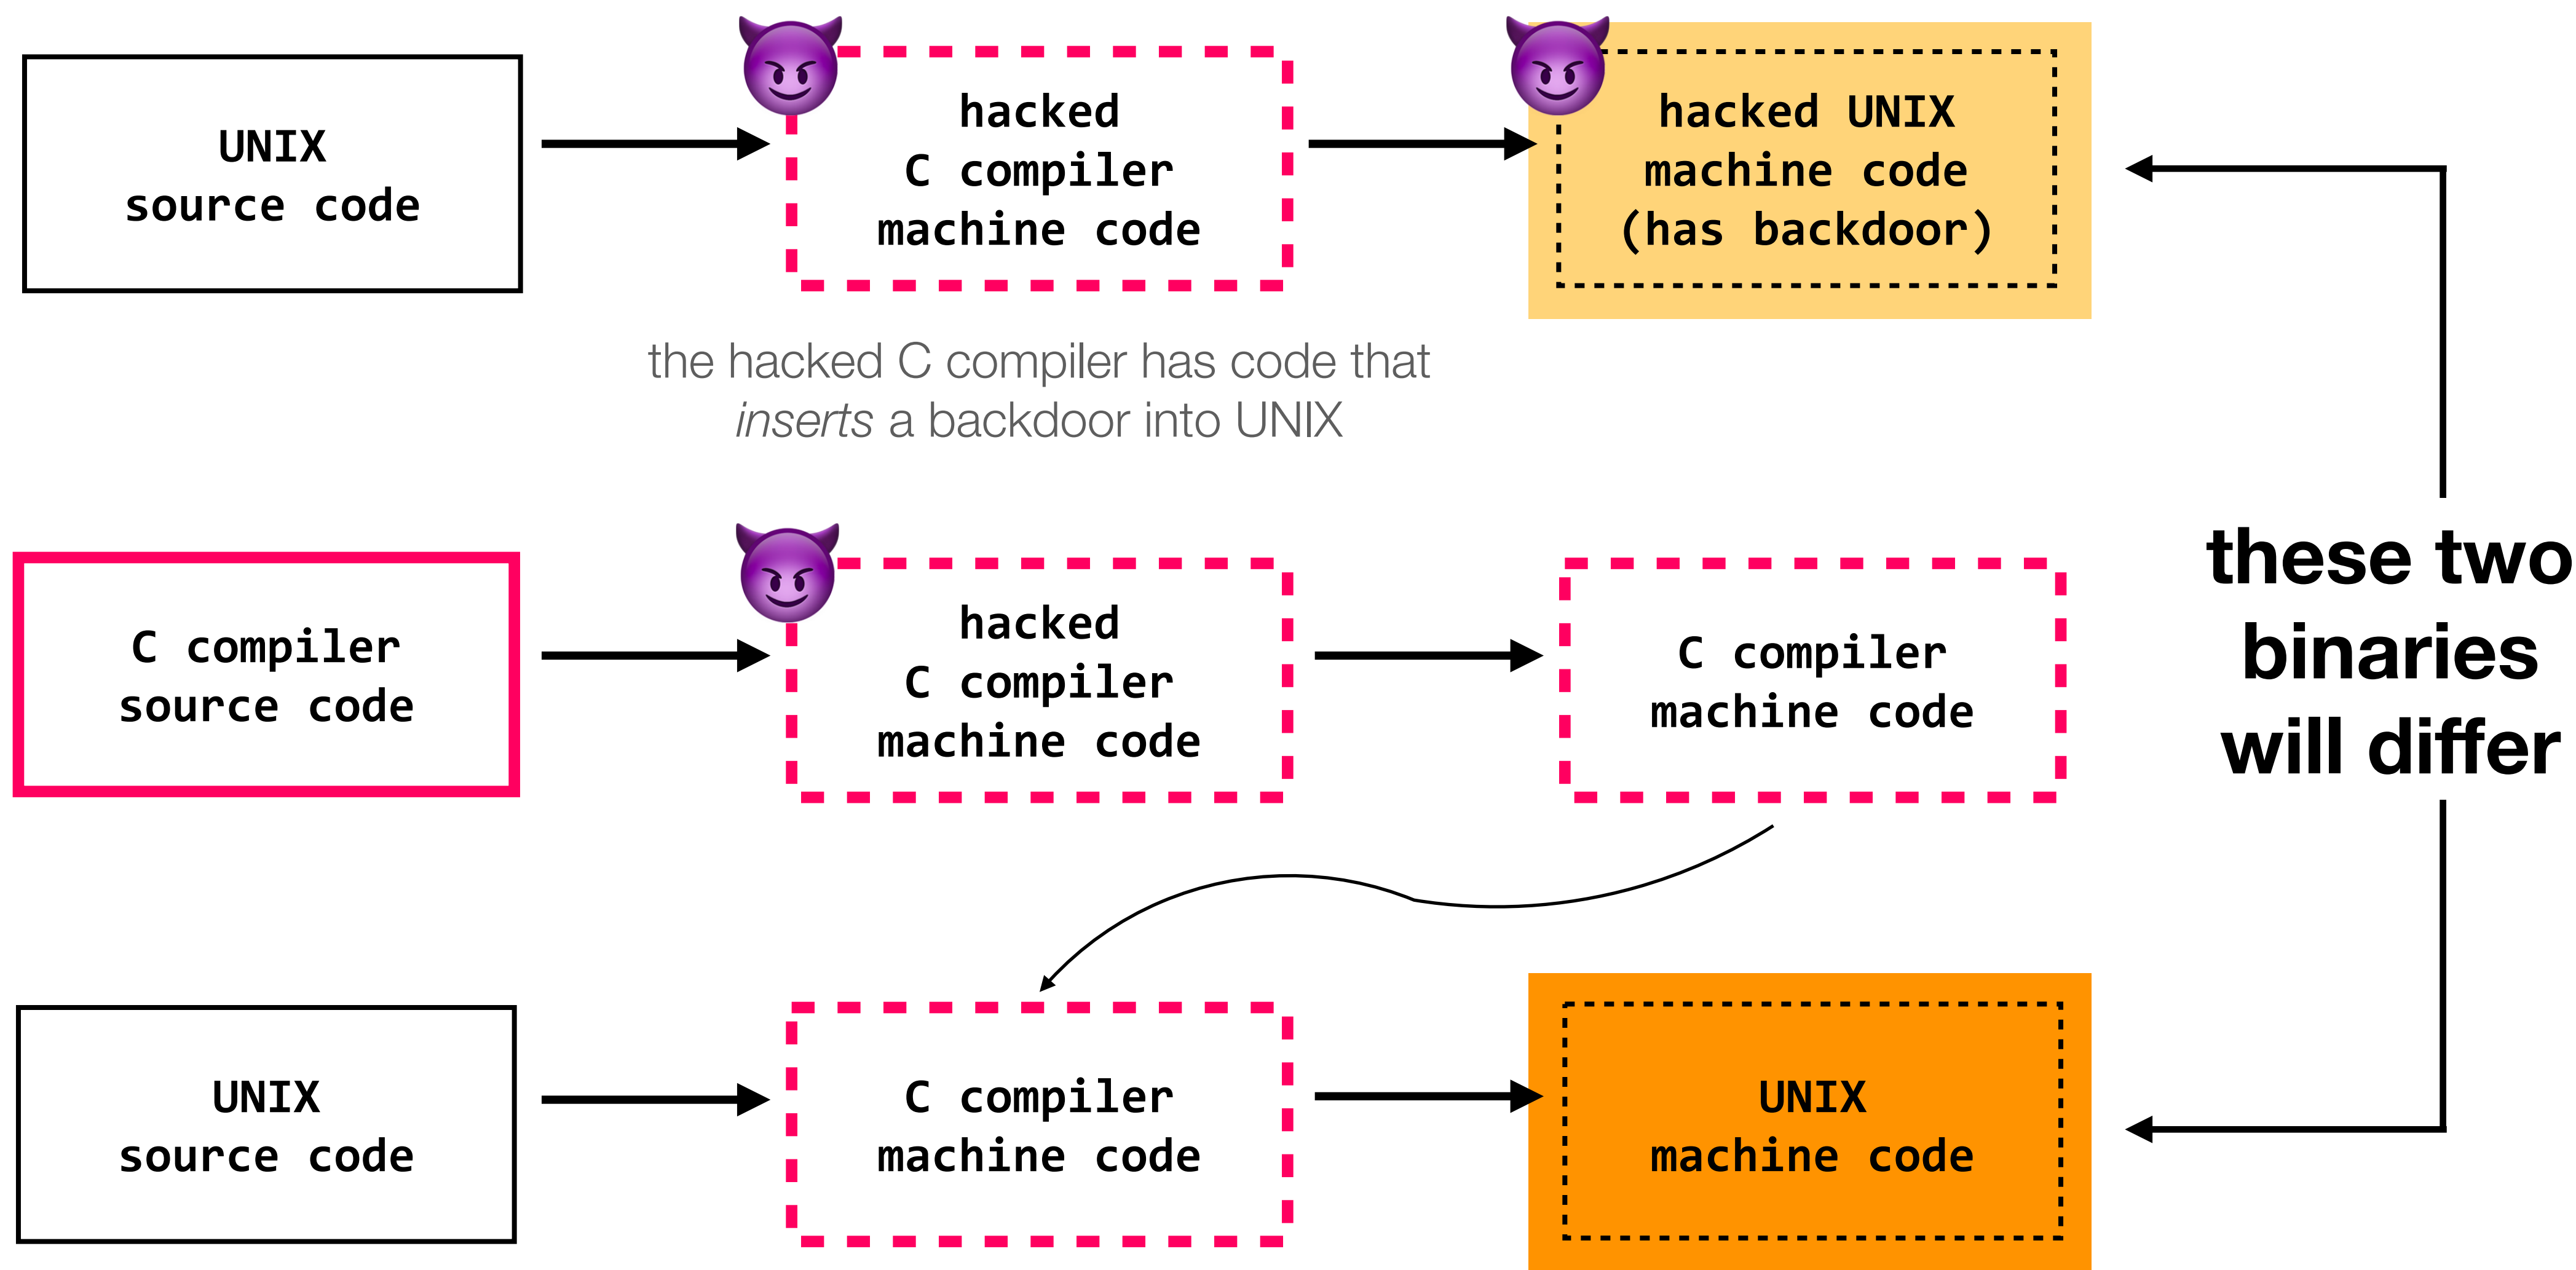 UNIX
source code
hacked
C compiler
machine code
hacked UNIX
machine code
(has backdoor)
the hacked C compiler has code that
inserts a backdoor into UNIX
C compiler
source code
hacked
C compiler
machine code
C compiler
machine code
these two
binaries
will differ
UNIX
source code
C compiler
machine code
UNIX
machine code